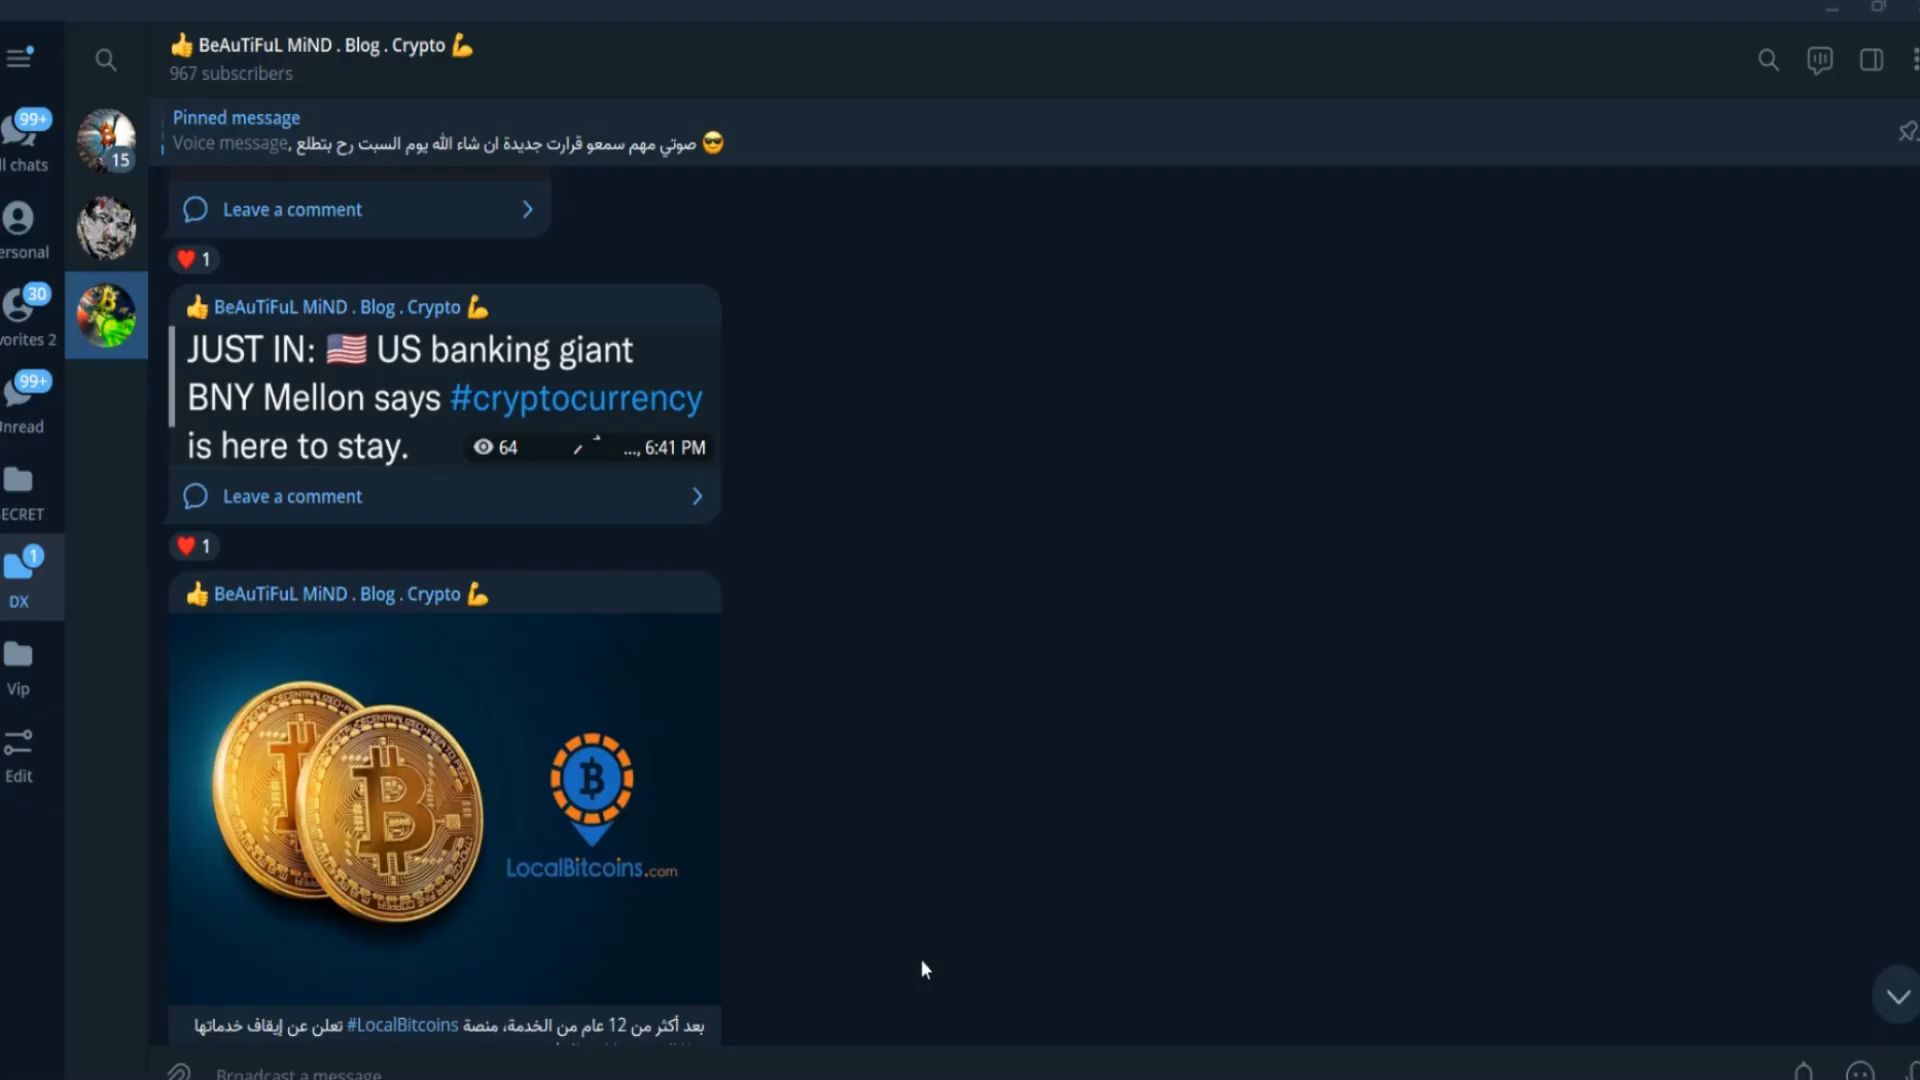 👍 BeAuTiFuL MiND . Blog . Crypto 💪
967 subscribers
Pinned message
Voice message, صوتي مهم سمعو قرارت جديدة ان شاء الله يوم السبت رح بتطلع 😎
99+
ll chats
ersonal
30
vorites 2
99+
Unread
ECRET
1
DX
Vip
Edit
15
Leave a comment
❤️ 1
👍 BeAuTiFuL MiND . Blog . Crypto 💪
JUST IN: 🇺🇸 US banking giant
BNY Mellon says #cryptocurrency
is here to stay.
64
..., 6:41 PM
Leave a comment
❤️ 1
👍 BeAuTiFuL MiND . Blog . Crypto 💪
LocalBitcoins.com
بعد أكثر من 12 عام من الخدمة، منصة #LocalBitcoins تعلن عن إيقاف خدماتها
Broadcast a message